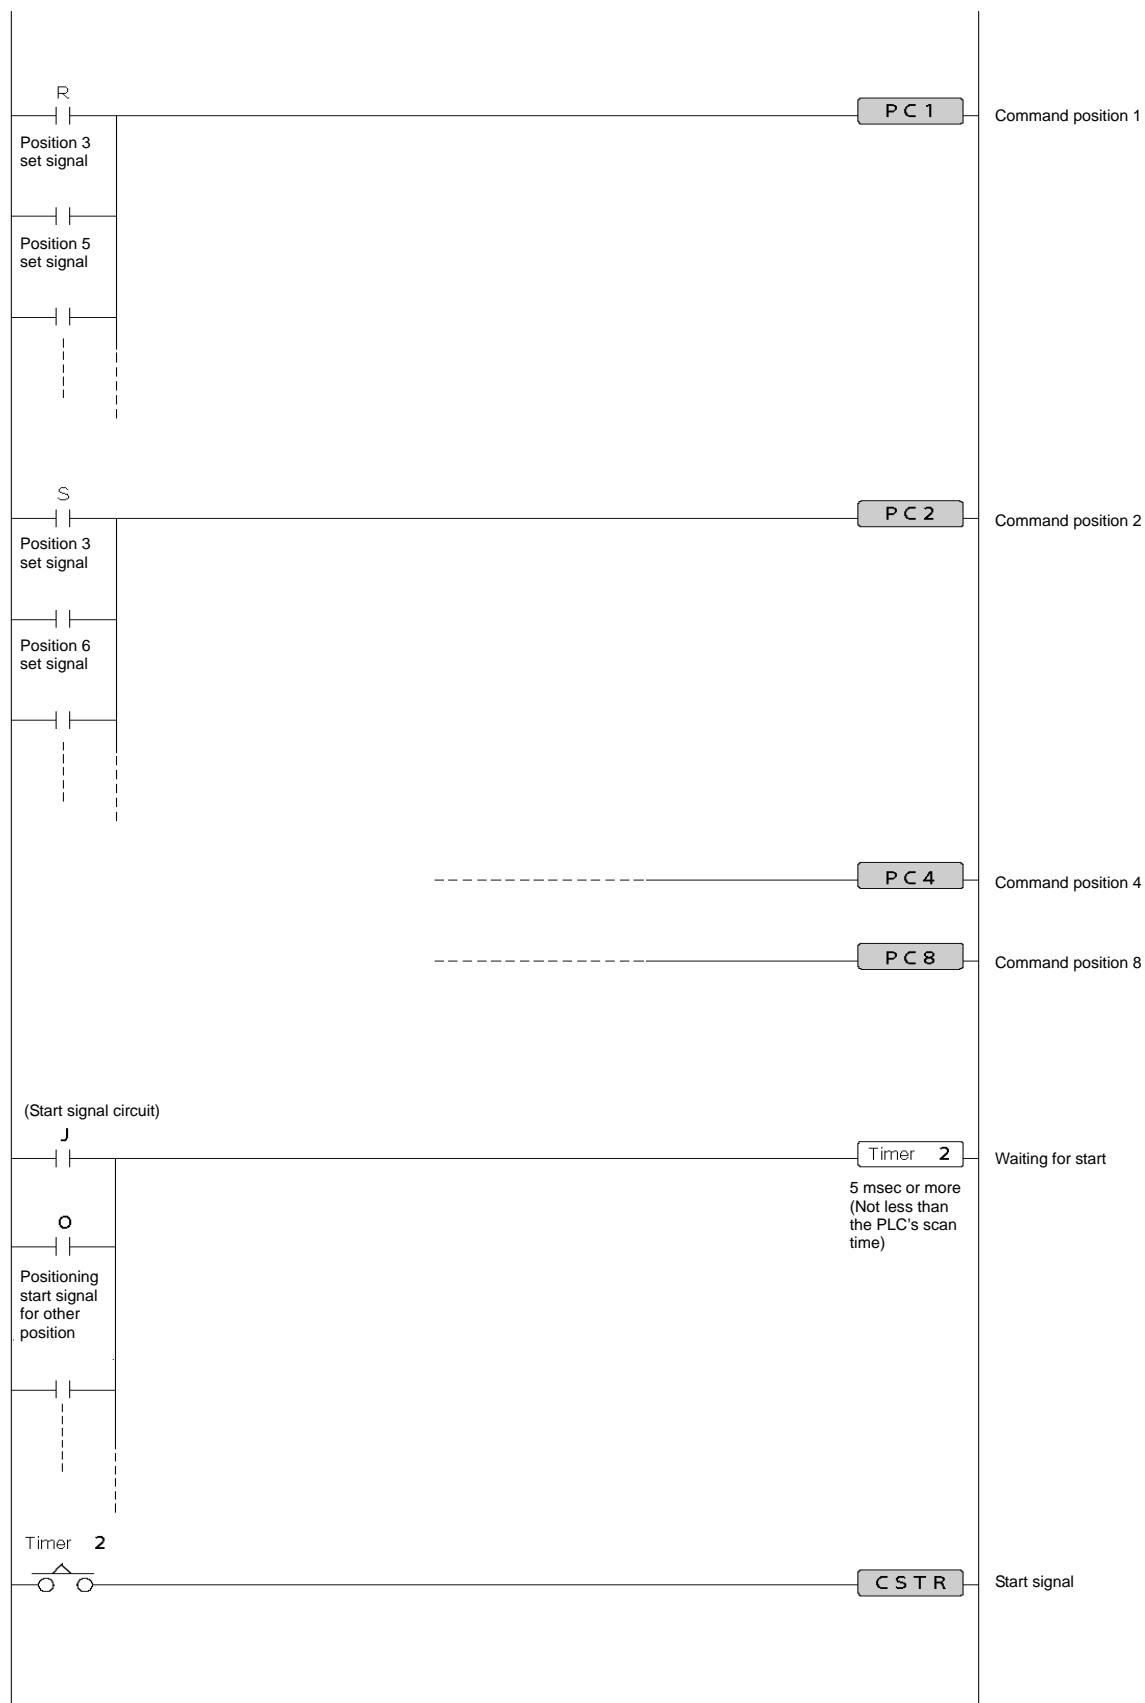 R
PC1
Command position 1
Position 3
set signal
Position 5
set signal
S
PC2
Command position 2
Position 3
set signal
Position 6
set signal
PC4
Command position 4
PC8
Command position 8
(Start signal circuit)
J
Timer 2
Waiting for start
5 msec or more
(Not less than
the PLC's scan
time)
O
Positioning
start signal
for other
position
Timer 2
CSTR
Start signal